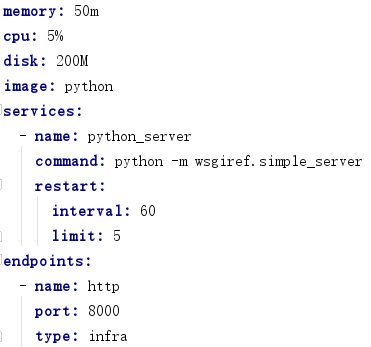 memory: 50m
cpu: 5%
disk: 200M
image: python
services:
  - name: python_server
    command: python -m wsgiref.simple_server
    restart:
      interval: 60
      limit: 5
endpoints:
  - name: http
    port: 8000
    type: infra